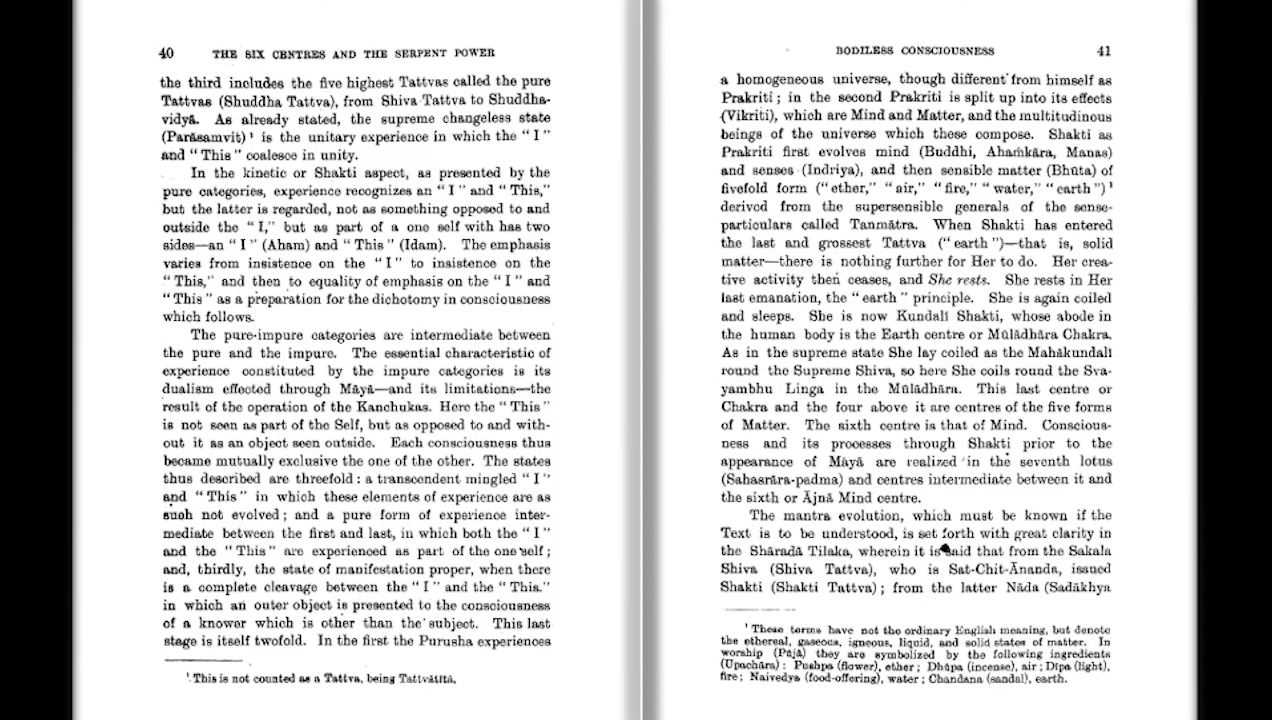 40 THE SIX CENTRES AND THE SERPENT POWER
the third includes the five highest Tattvas called the pure
Tattvas (Shuddha Tattva), from Shiva Tattva to Shuddha-
vidyā. As already stated, the supreme changeless state
(Parāsamvit) ¹ is the unitary experience in which the " I "
and " This " coalesce in unity.
In the kinetic or Shakti aspect, as presented by the
pure categories, experience recognizes an " I " and " This,"
but the latter is regarded, not as something opposed to and
outside the " I," but as part of a one self with has two
sides—an " I " (Aham) and " This " (Idam). The emphasis
varies from insistence on the " I " to insistence on the
" This," and then to equality of emphasis on the " I " and
" This " as a preparation for the dichotomy in consciousness
which follows.
The pure-impure categories are intermediate between
the pure and the impure. The essential characteristic of
experience constituted by the impure categories is its
dualism effected through Māyā—and its limitations—the
result of the operation of the Kanchukas. Here the " This "
is not seen as part of the Self, but as opposed to and with-
out it as an object seen outside. Each consciousness thus
became mutually exclusive the one of the other. The states
thus described are threefold : a transcendent mingled " I "
and " This " in which these elements of experience are as
such not evolved ; and a pure form of experience inter-
mediate between the first and last, in which both the " I "
and the " This " are experienced as part of the one self ;
and, thirdly, the state of manifestation proper, when there
is a complete cleavage between the " I " and the " This."
in which an outer object is presented to the consciousness
of a knower which is other than the subject. This last
stage is itself twofold. In the first the Purusha experiences
¹ This is not counted as a Tattva, being Tattvātītā.
BODILESS CONSCIOUSNESS 41
a homogeneous universe, though different from himself as
Prakriti ; in the second Prakriti is split up into its effects
(Vikriti), which are Mind and Matter, and the multitudinous
beings of the universe which these compose. Shakti as
Prakriti first evolves mind (Buddhi, Ahaṁkāra, Manas)
and senses (Indriya), and then sensible matter (Bhūta) of
fivefold form (" ether," " air," " fire," " water," " earth ") ¹
derived from the supersensible generals of the sense-
particulars called Tanmātra. When Shakti has entered
the last and grossest Tattva (" earth ")—that is, solid
matter—there is nothing further for Her to do. Her crea-
tive activity then ceases, and She rests. She rests in Her
last emanation, the " earth " principle. She is again coiled
and sleeps. She is now Kundalī Shakti, whose abode in
the human body is the Earth centre or Mūlādhāra Chakra.
As in the supreme state She lay coiled as the Mahākundalī
round the Supreme Shiva, so here She coils round the Sva-
yambhu Linga in the Mūlādhāra. This last centre or
Chakra and the four above it are centres of the five forms
of Matter. The sixth centre is that of Mind. Conscious-
ness and its processes through Shakti prior to the
appearance of Māyā are realized in the seventh lotus
(Sahasrāra-padma) and centres intermediate between it and
the sixth or Ājnā Mind centre.
The mantra evolution, which must be known if the
Text is to be understood, is set forth with great clarity in
the Shāradā Tilaka, wherein it is said that from the Sakala
Shiva (Shiva Tattva), who is Sat-Chit-Ānanda, issued
Shakti (Shakti Tattva) ; from the latter Nāda (Sadākhya
¹ These terms have not the ordinary English meaning, but denote
the ethereal, gaseous, igneous, liquid, and solid states of matter. In
worship (Pūjā) they are symbolized by the following ingredients
(Upachāra) : Pushpa (flower), ether ; Dhūpa (incense), air ; Dīpa (light),
fire ; Naivedya (food-offering), water ; Chandana (sandal), earth.